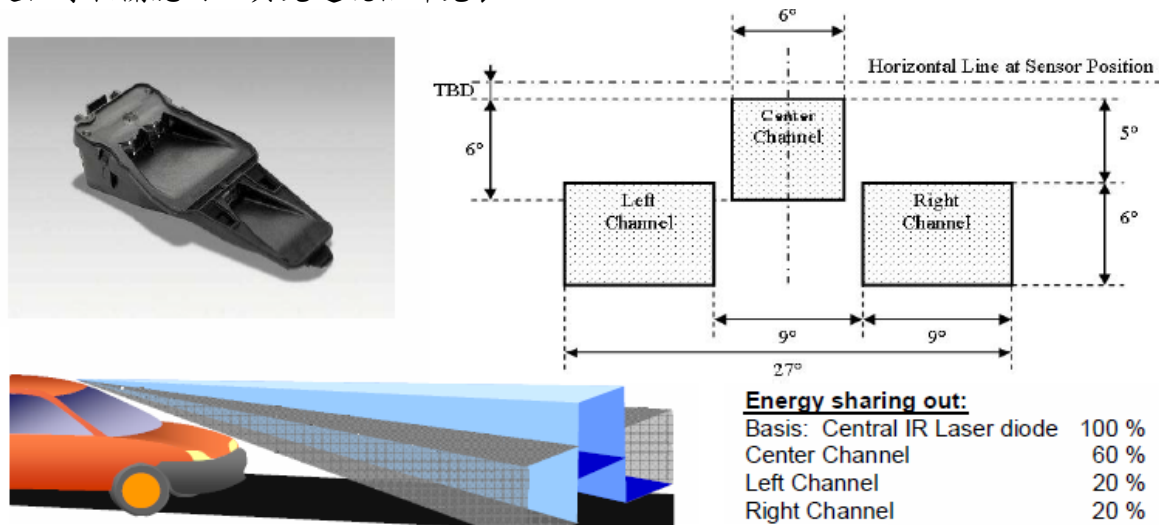 6°
Horizontal Line at Sensor Position
TBD
Center
Channel
6°
5°
Left
Channel
Right
Channel
6°
9°
9°
27°
Energy sharing out:
Basis: Central IR Laser diode 100 %
Center Channel 60 %
Left Channel 20 %
Right Channel 20 %